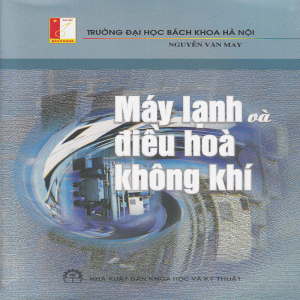 TRƯỜNG ĐẠI HỌC BÁCH KHOA HÀ NỘI
NGUYỄN VĂN MAY
Máy lạnh và
điều hoà
không khí
NHÀ XUẤT BẢN KHOA HỌC VÀ KỸ THUẬT